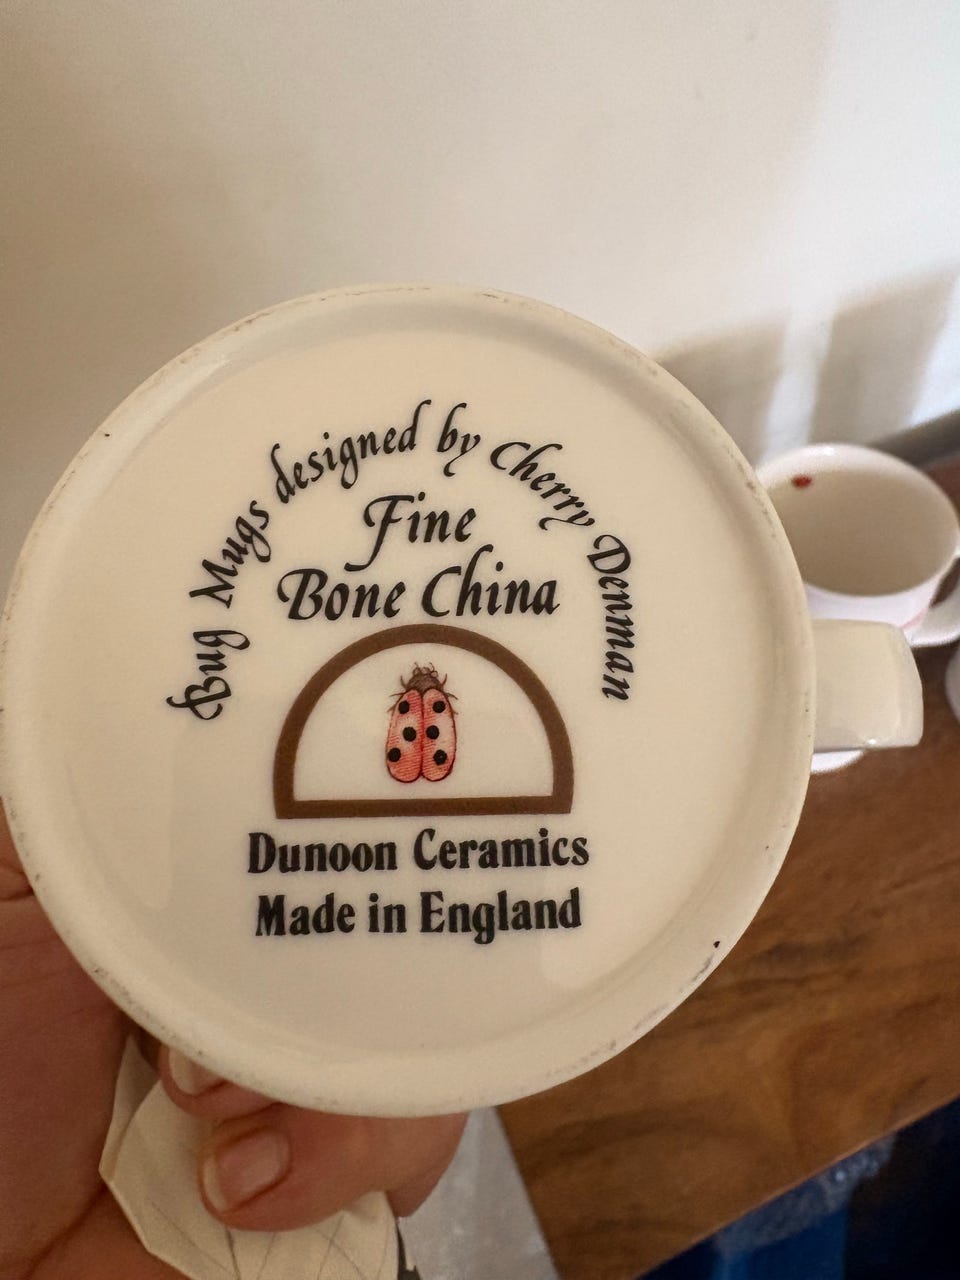 Bug Mugs designed by Cherry Denman
Fine
Bone China
Dunoon Ceramics
Made in England